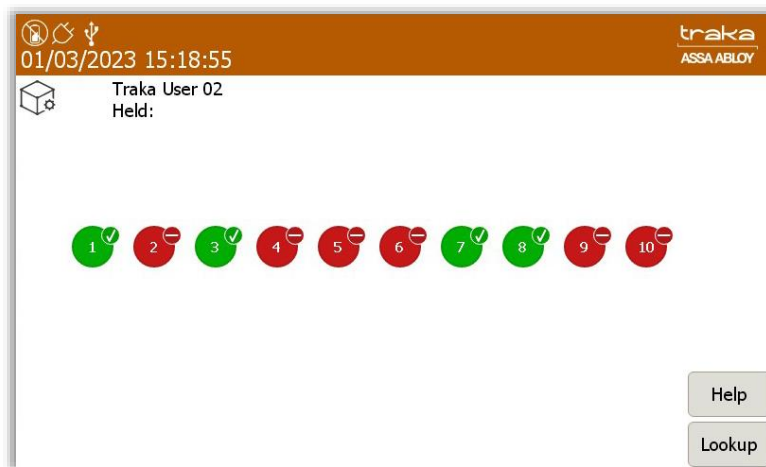 traka
01/03/2023 15:18:55
ASSA ABLOY
Traka User 02
Held:
1 2 3 4 5 6 7 8 9 10
Help
Lookup